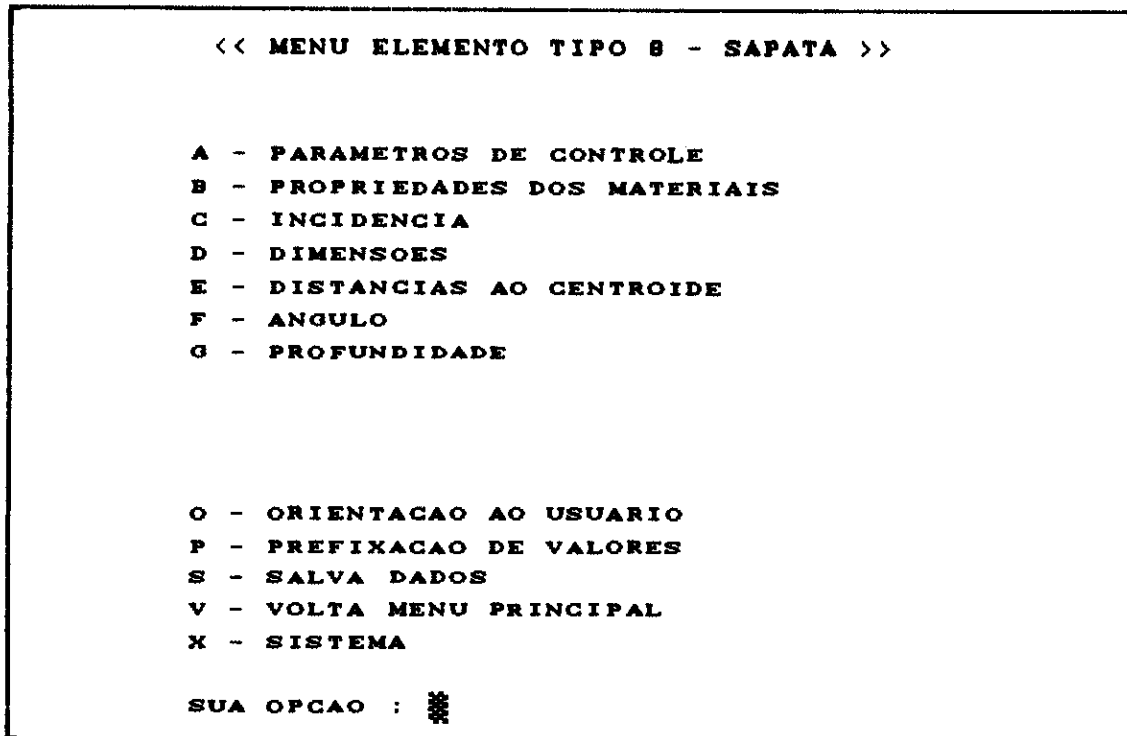 << MENU ELEMENTO TIPO 8 - SAPATA >>
A - PARAMETROS DE CONTROLE
B - PROPRIEDADES DOS MATERIAIS
C - INCIDENCIA
D - DIMENSOES
E - DISTANCIAS AO CENTROIDE
F - ANGULO
G - PROFUNDIDADE
O - ORIENTACAO AO USUARIO
P - PREFIXACAO DE VALORES
S - SALVA DADOS
V - VOLTA MENU PRINCIPAL
X - SISTEMA
SUA OPCAO :